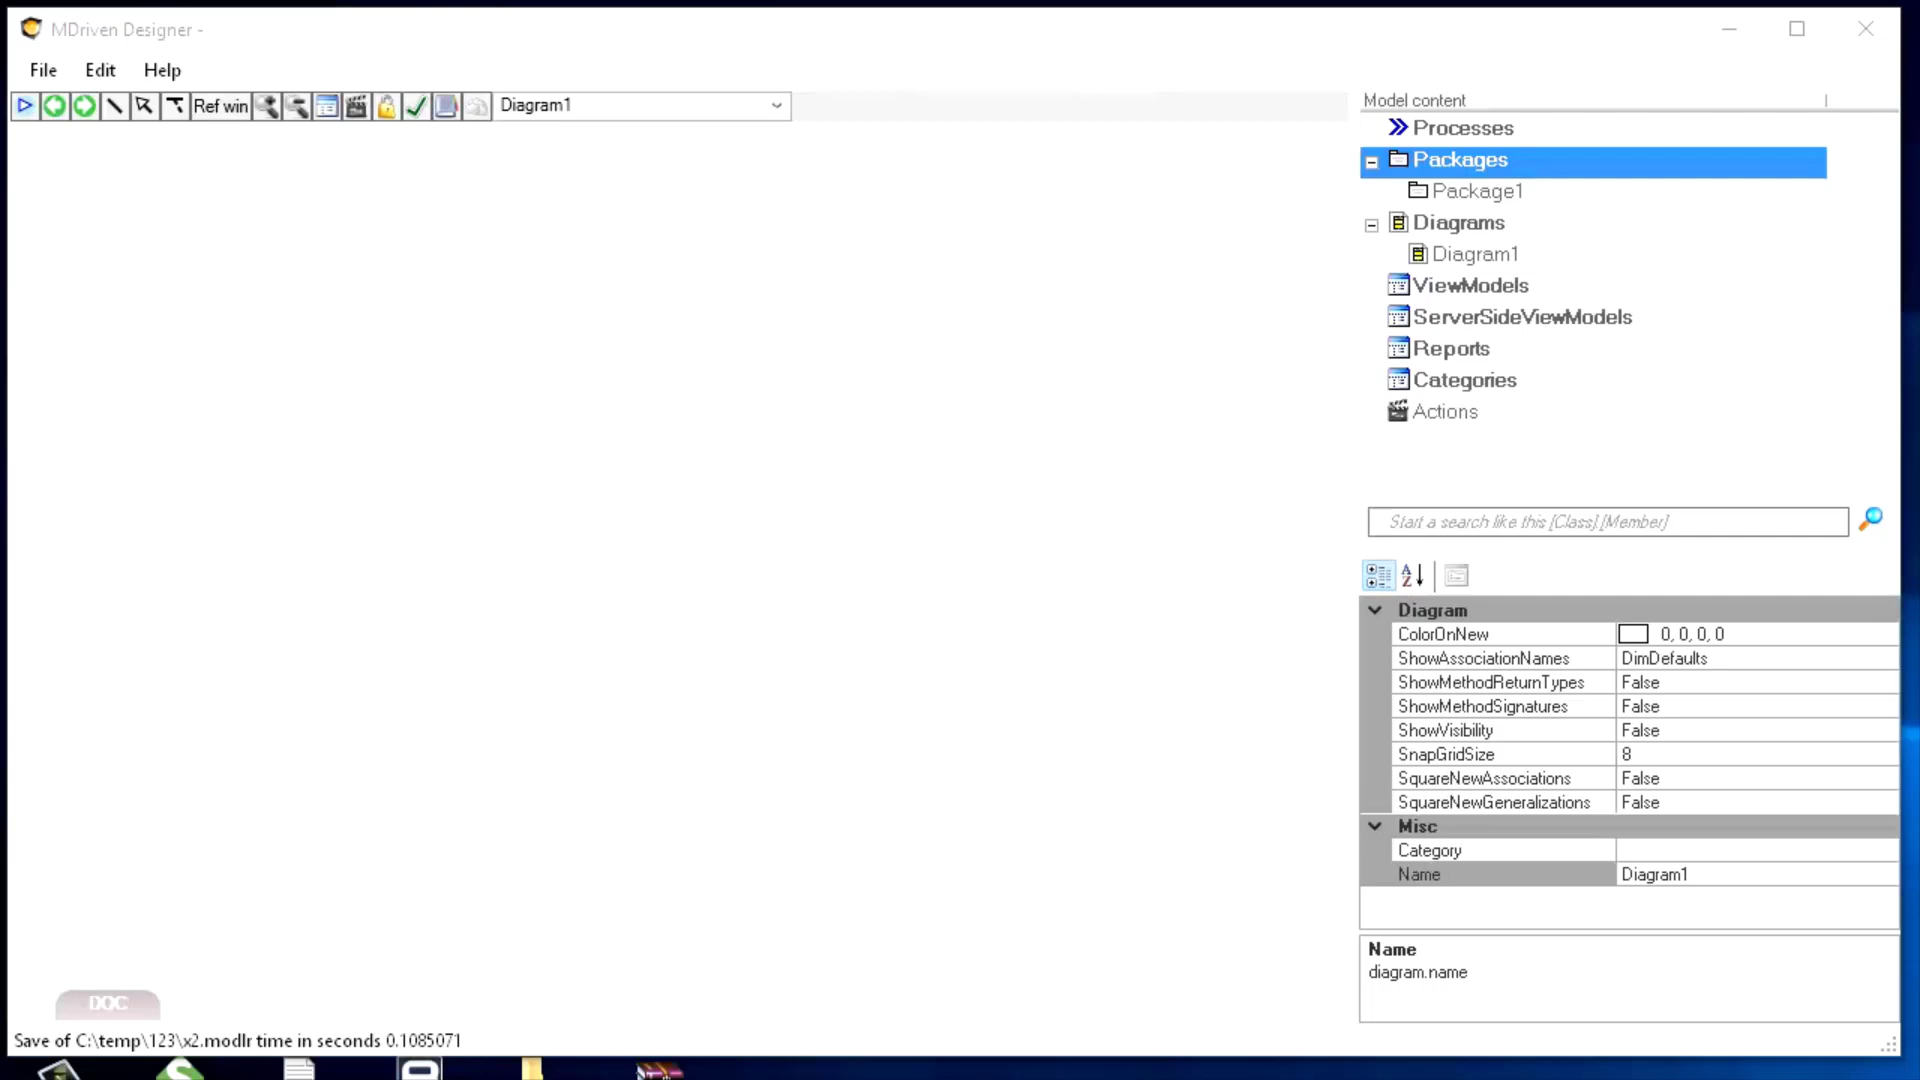 MDriven Designer -
File Edit Help
Ref win Diagram1
Model content
Processes
Packages
Package1
Diagrams
Diagram1
ViewModels
ServerSideViewModels
Reports
Categories
Actions
Start a search like this [Class].[Member]
A
Z
Diagram
ColorOnNew 0, 0, 0, 0
ShowAssociationNames DimDefaults
ShowMethodReturnTypes False
ShowMethodSignatures False
ShowVisibility False
SnapGridSize 8
SquareNewAssociations False
SquareNewGeneralizations False
Misc
Category
Name Diagram1
Name
diagram.name
DOC
Save of C:\temp\123\x2.modlr time in seconds 0.1085071